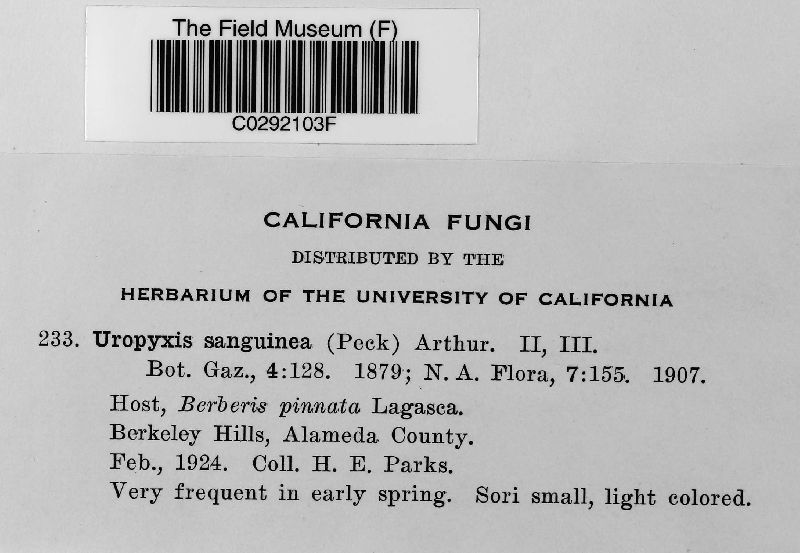 The Field Museum (F)
C0292103F
CALIFORNIA FUNGI
DISTRIBUTED BY THE
HERBARIUM OF THE UNIVERSITY OF CALIFORNIA
233. Uropyxis sanguinea (Peck) Arthur. II, III.
Bot. Gaz., 4:128. 1879; N. A. Flora, 7:155. 1907.
Host, Berberis pinnata Lagasca.
Berkeley Hills, Alameda County.
Feb., 1924. Coll. H. E. Parks.
Very frequent in early spring. Sori small, light colored.